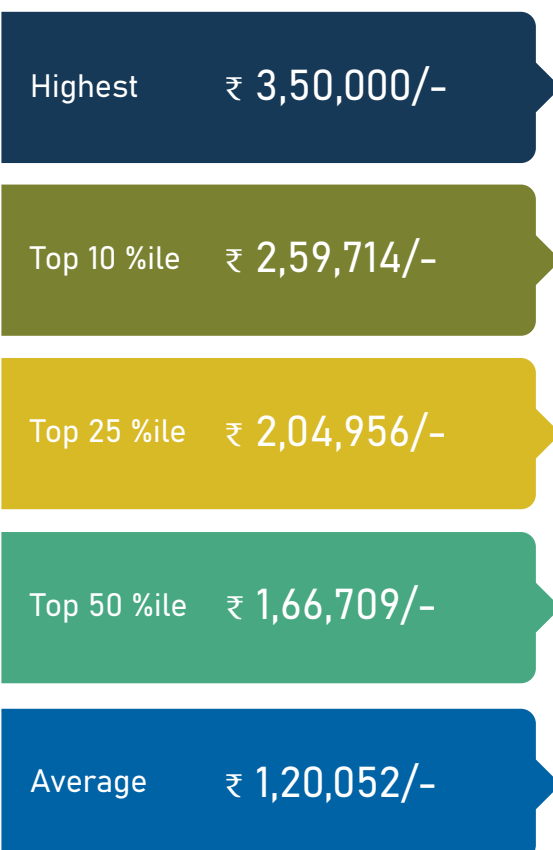 Highest ₹ 3,50,000/-
Top 10 %ile ₹ 2,59,714/-
Top 25 %ile ₹ 2,04,956/-
Top 50 %ile ₹ 1,66,709/-
Average ₹ 1,20,052/-